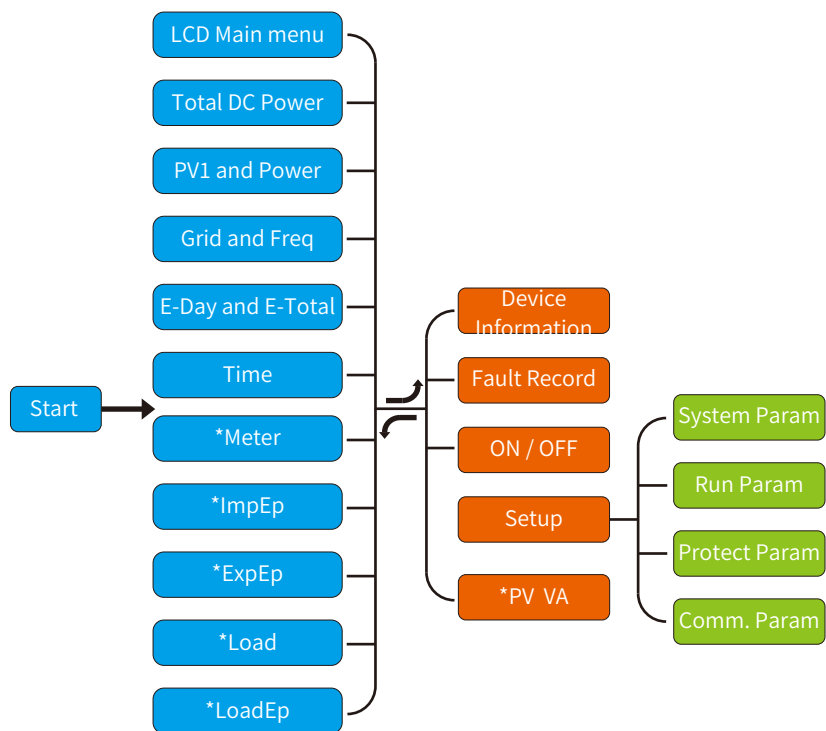 LCD Main menu
Total DC Power
PV1 and Power
Grid and Freq
E-Day and E-Total
Time
Start
*Meter
*ImpEp
*ExpEp
*Load
*LoadEp
Device
Information
Fault Record
ON / OFF
Setup
*PV VA
System Param
Run Param
Protect Param
Comm. Param